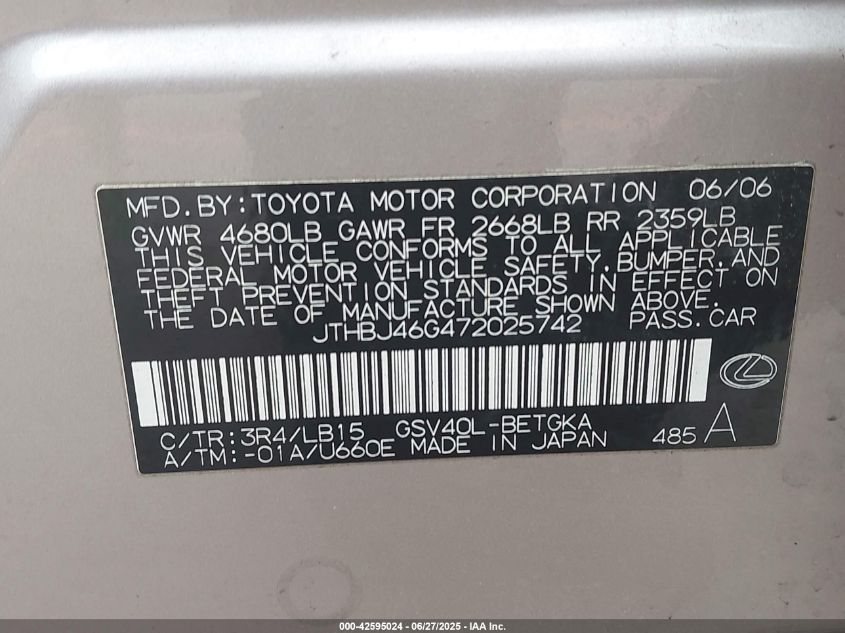 MFD.BY:TOYOTA MOTOR CORPORATION 06/06
GVWR 4680LB GAWR FR 2668LB RR 2359LB
THIS VEHICLE CONFORMS TO ALL APPLICABLE
FEDERAL MOTOR VEHICLE SAFETY,BUMPER,AND
THEFT PREVENTION STANDARDS IN EFFECT ON
THE DATE OF MANUFACTURE SHOWN ABOVE.
JTHBJ46G472025742 PASS.CAR
C/TR:3R4/LB15 GSV40L-BETGKA
A/TM:-01A/U660E MADE IN JAPAN 485 A
000-42595024 - 06/27/2025 - IAA Inc.